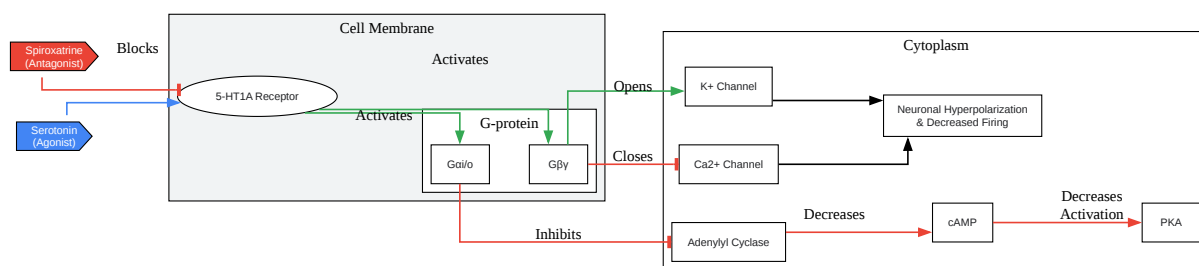 Cell Membrane
Spiroxatrine
(Antagonist)
Blocks
Activates
Cytoplasm
5-HT1A Receptor
Opens
K+ Channel
Neuronal Hyperpolarization
& Decreased Firing
Serotonin
(Agonist)
Activates
G-protein
Gαi/o
Gβγ
Closes
Ca2+ Channel
Inhibits
Adenylyl Cyclase
Decreases
cAMP
Decreases
Activation
PKA